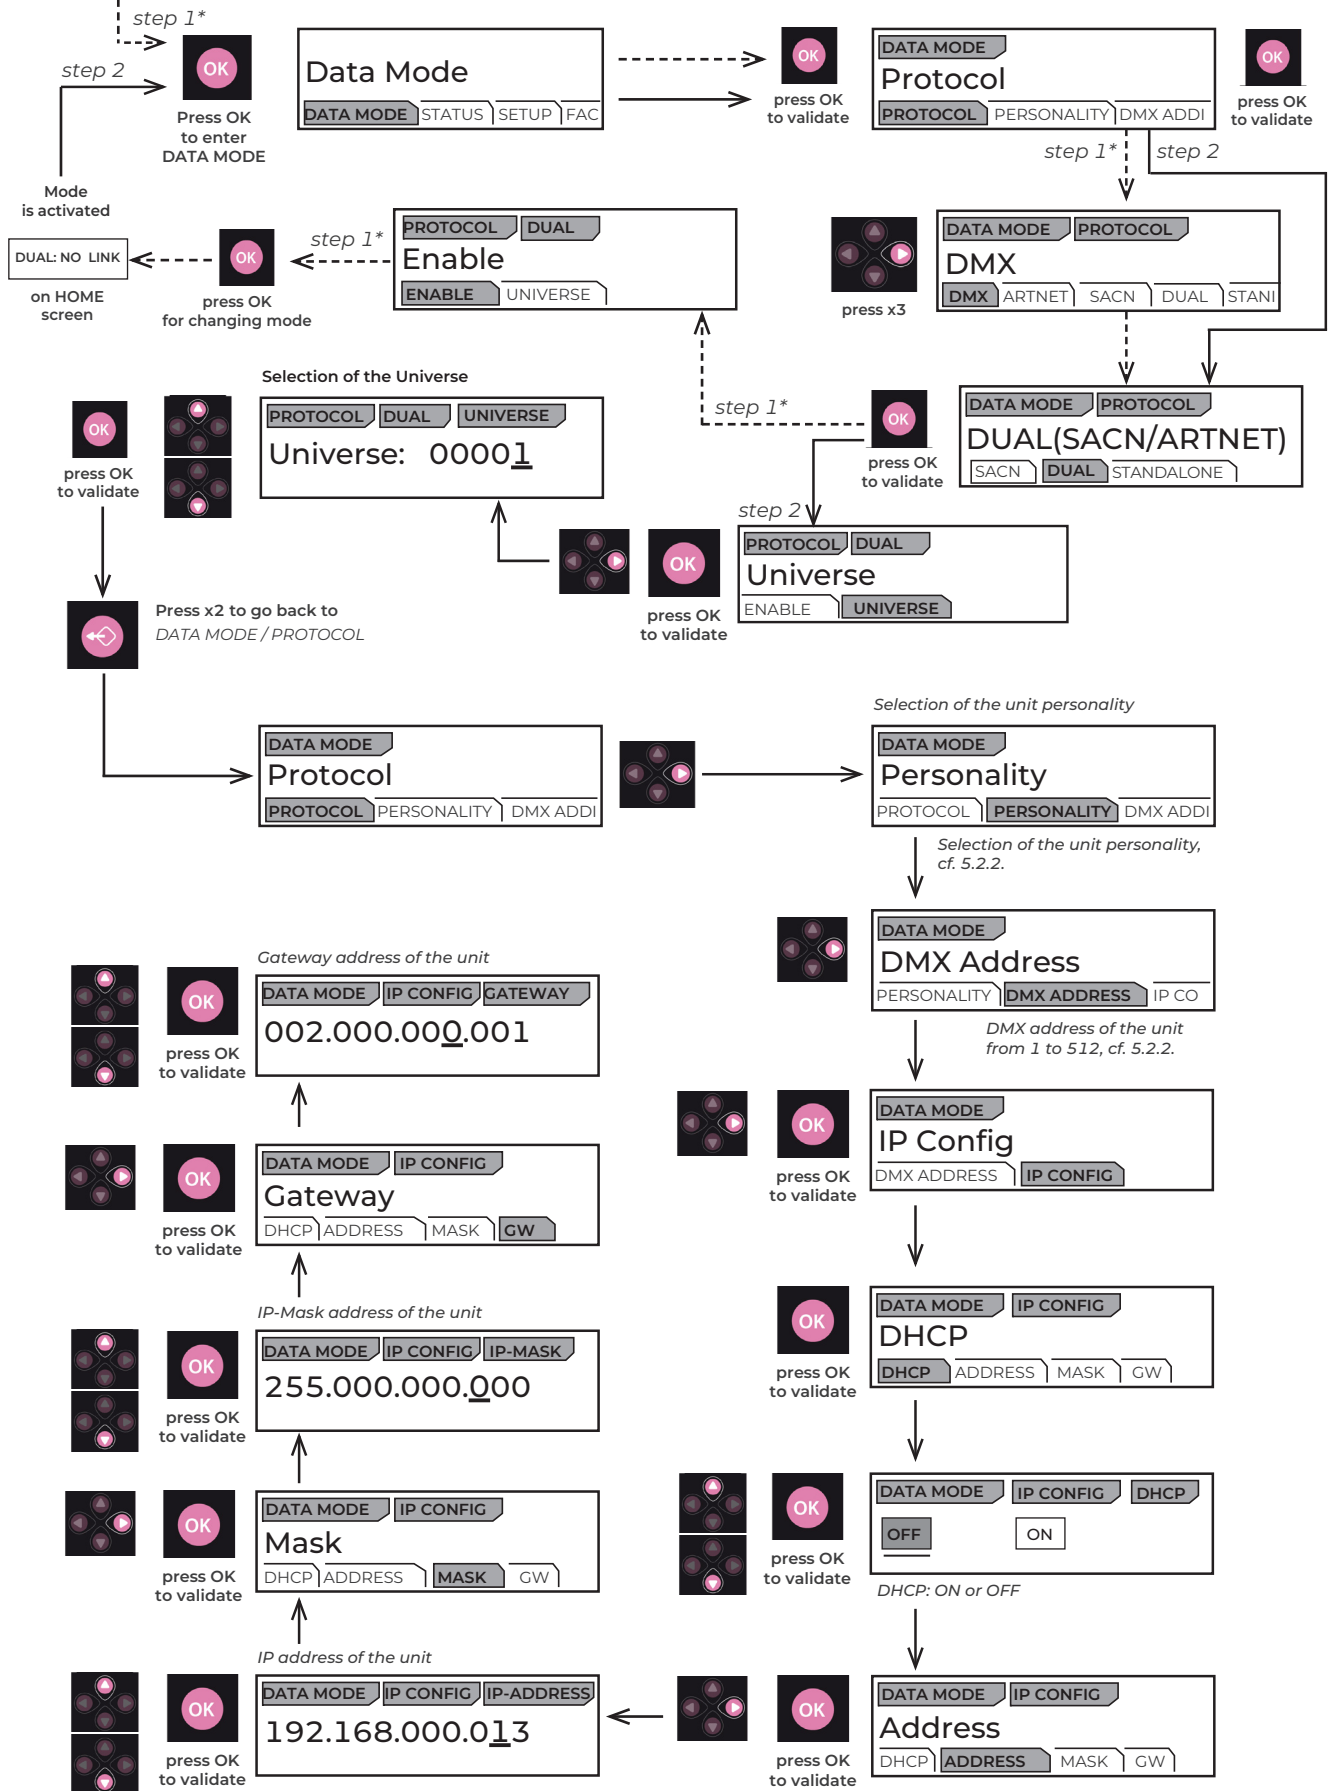 step 1*
step 2
OK
Press OK
to enter
DATA MODE
Data Mode
DATA MODE STATUS SETUP FAC
OK
press OK
to validate
DATA MODE
Protocol
PROTOCOL PERSONALITY DMX ADDI
OK
press OK
to validate
step 1* step 2
Mode
is activated
DUAL: NO LINK
on HOME
screen
OK
press OK
for changing mode
step 1*
PROTOCOL DUAL
Enable
ENABLE UNIVERSE
press x3
DATA MODE PROTOCOL
DMX
DMX ARTNET SACN DUAL STANI
DATA MODE PROTOCOL
DUAL(SACN/ARTNET)
SACN DUAL STANDALONE
OK
press OK
to validate
step 1*
step 2
PROTOCOL DUAL
Universe
ENABLE UNIVERSE
OK
press OK
to validate
Selection of the Universe
PROTOCOL DUAL UNIVERSE
Universe: 00001
OK
press OK
to validate
Press x2 to go back to
DATA MODE / PROTOCOL
DATA MODE
Protocol
PROTOCOL PERSONALITY DMX ADDI
Selection of the unit personality
DATA MODE
Personality
PROTOCOL PERSONALITY DMX ADDI
Selection of the unit personality,
cf. 5.2.2.
DATA MODE
DMX Address
PERSONALITY DMX ADDRESS IP CO
DMX address of the unit
from 1 to 512, cf. 5.2.2.
OK
press OK
to validate
DATA MODE
IP Config
DMX ADDRESS IP CONFIG
OK
press OK
to validate
DATA MODE IP CONFIG
DHCP
DHCP ADDRESS MASK GW
OK
press OK
to validate
DATA MODE IP CONFIG DHCP
OFF ON
DHCP: ON or OFF
OK
press OK
to validate
DATA MODE IP CONFIG
Address
DHCP ADDRESS MASK GW
IP address of the unit
OK
press OK
to validate
DATA MODE IP CONFIG IP-ADDRESS
192.168.000.013
OK
press OK
to validate
DATA MODE IP CONFIG
Mask
DHCP ADDRESS MASK GW
IP-Mask address of the unit
OK
press OK
to validate
DATA MODE IP CONFIG IP-MASK
255.000.000.000
OK
press OK
to validate
DATA MODE IP CONFIG
Gateway
DHCP ADDRESS MASK GW
Gateway address of the unit
OK
press OK
to validate
DATA MODE IP CONFIG GATEWAY
002.000.000.001